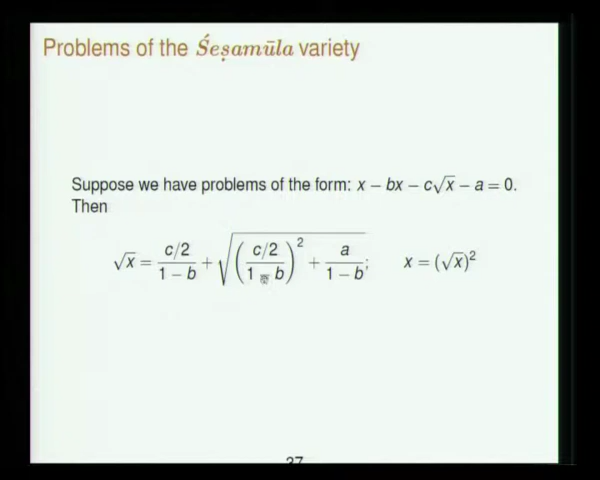 Problems of the Śeṣamūla variety
Suppose we have problems of the form: x − bx − c√x − a = 0.
Then
√x = (c/2)/(1 − b) + √(((c/2)/(1 − b))² + a/(1 − b)); x = (√x)²
37